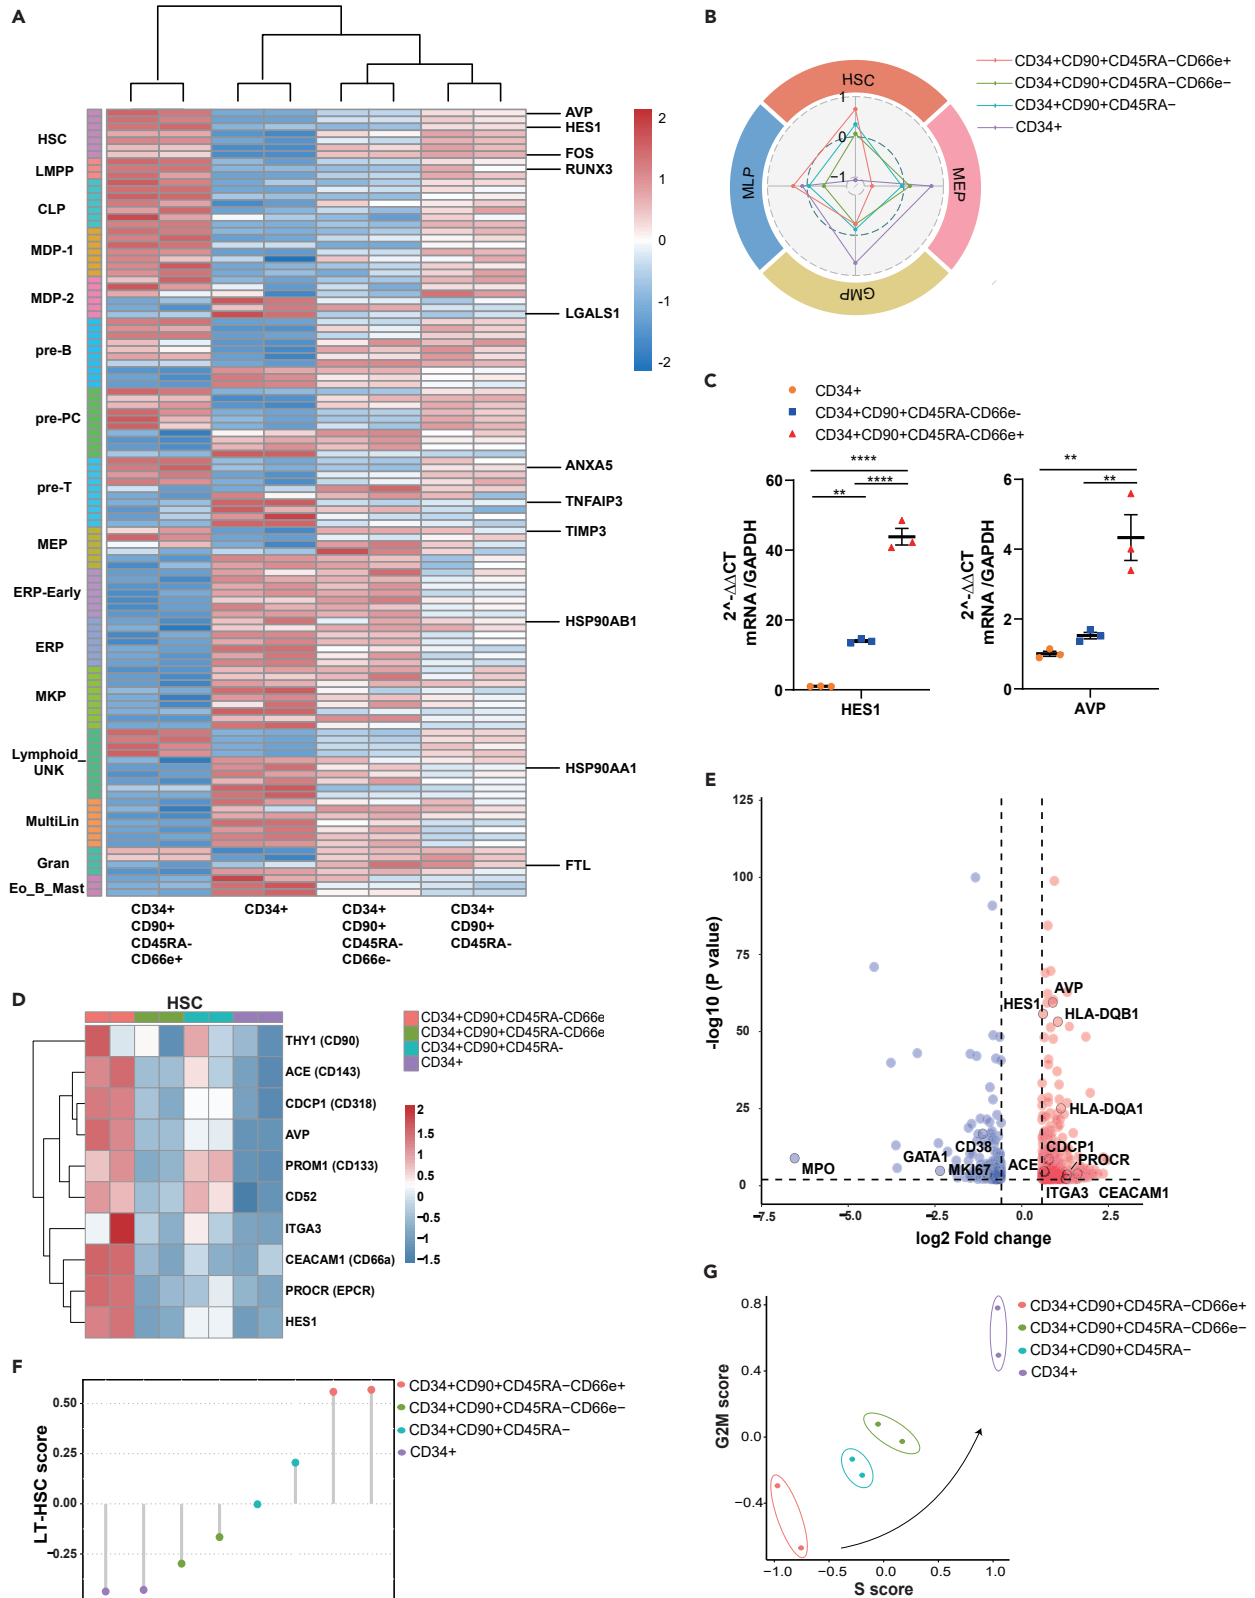 A
HSC
LMPP
CLP
MDP-1
MDP-2
pre-B
pre-PC
pre-T
MEP
ERP-Early
ERP
MKP
Lymphoid_
UNK
MultiLin
Gran
Eo_B_Mast
AVP
HES1
FOS
RUNX3
LGALS1
ANXA5
TNFAIP3
TIMP3
HSP90AB1
HSP90AA1
FTL
2
1
0
-1
-2
CD34+
CD90+
CD45RA-
CD66e+
CD34+
CD34+
CD90+
CD45RA-
CD66e-
CD34+
CD90+
CD45RA-
B
HSC
MEP
GMP
MLP
1
0
−1
CD34+CD90+CD45RA−CD66e+
CD34+CD90+CD45RA−CD66e−
CD34+CD90+CD45RA−
CD34+
C
CD34+
CD34+CD90+CD45RA-CD66e-
CD34+CD90+CD45RA-CD66e+
2^-ΔΔCT
mRNA /GAPDH
60
40
20
0
****
****
**
HES1
2^-ΔΔCT
mRNA /GAPDH
6
4
2
0
**
**
AVP
D
HSC
THY1 (CD90)
ACE (CD143)
CDCP1 (CD318)
AVP
PROM1 (CD133)
CD52
ITGA3
CEACAM1 (CD66a)
PROCR (EPCR)
HES1
CD34+CD90+CD45RA-CD66e
CD34+CD90+CD45RA-CD66e
CD34+CD90+CD45RA-
CD34+
2
1.5
1
0.5
0
−0.5
−1
−1.5
E
-log10 (P value)
125
100
75
50
25
0
−7.5
−5.0
−2.5
0.0
2.5
log2 Fold change
AVP
HES1
HLA-DQB1
HLA-DQA1
CD38
CDCP1
GATA1
MKI67
ACE
PROCR
MPO
ITGA3
CEACAM1
F
LT-HSC score
0.50
0.25
0.00
−0.25
CD34+CD90+CD45RA−CD66e+
CD34+CD90+CD45RA−CD66e−
CD34+CD90+CD45RA−
CD34+
G
G2M score
0.8
0.4
0.0
−0.4
−1.0
−0.5
0.0
0.5
1.0
S score
CD34+CD90+CD45RA−CD66e+
CD34+CD90+CD45RA−CD66e−
CD34+CD90+CD45RA−
CD34+